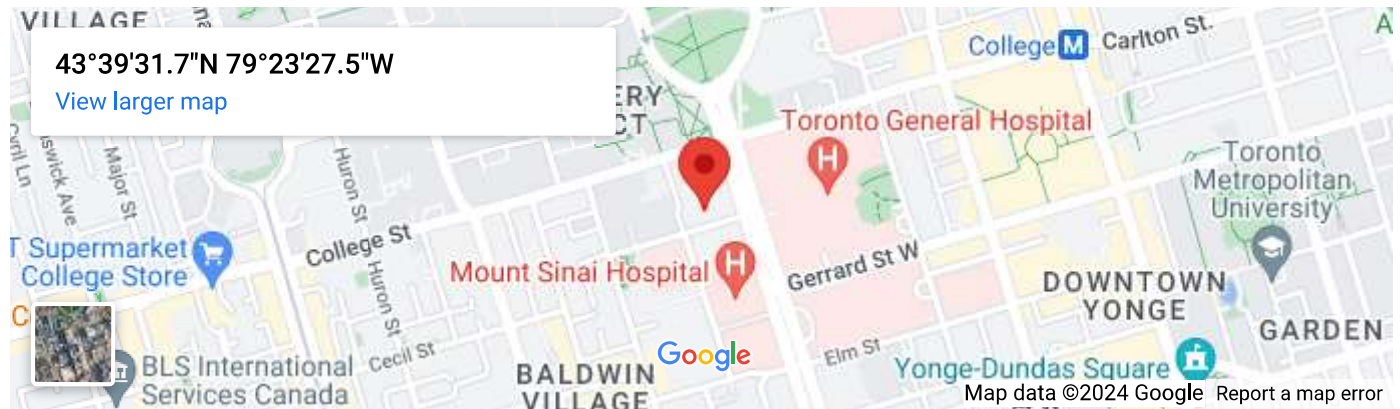 VILLAGE
43°39'31.7"N 79°23'27.5"W
View larger map
College M Carlton St.
Toronto General Hospital
H
Toronto
Metropolitan
University
Major St
Huron St
College St
T Supermarket
College Store
Huron St
Mount Sinai Hospital H
Gerrard St W
DOWNTOWN
YONGE
GARDEN
BLS International
Services Canada
Cecil St
BALDWIN
VILLAGE
Google
Elm St
Yonge-Dundas Square
Map data ©2024 Google Report a map error